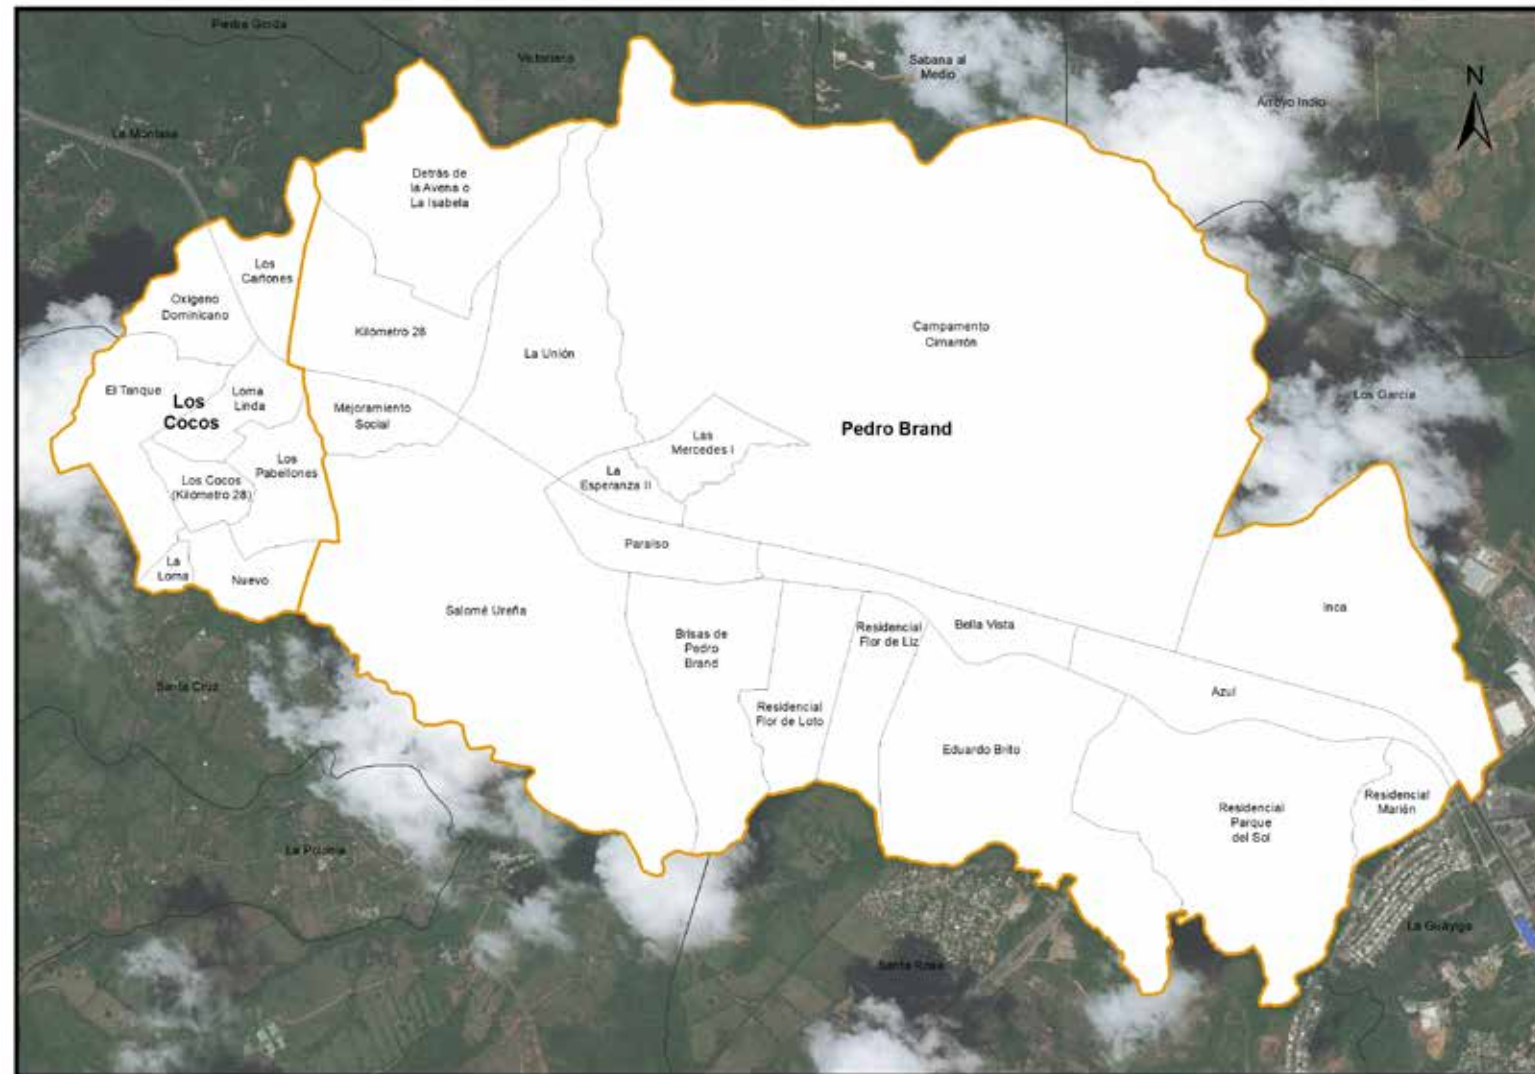 Piedra Gorda
Victoriano
Sabana al
Medio
Arroyo Indio
N
La Montasa
Detrás de
la Avena o
La Isabela
Los
Cañones
Oxigeno
Dominicano
Kilómetro 28
La Unión
Campamento
Cimarrón
El Tanque
Los
Cocos
Loma
Linda
Mejoramiento
Social
Los García
Las
Mercedes I
Pedro Brand
Los
Pabellones
Los Cocos
(Kilómetro 28)
La
Esperanza II
Paraíso
La
Loma
Nuevo
Salomé Ureña
Inca
Brisas de
Pedro
Brand
Residencial
Flor de Liz
Bella Vista
Santa Cruz
Azul
Residencial
Flor de Loto
Eduardo Brito
Residencial
Marién
Residencial
Parque
del Sol
La Polonia
La Guáyiga
Santa Rosa